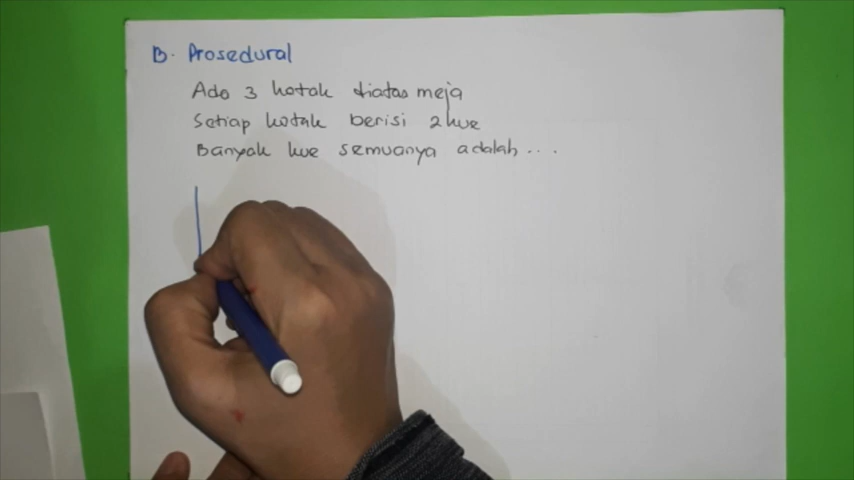 B. Prosedural
Ada 3 kotak diatas meja
Setiap kotak berisi 2 kue
Banyak kue semuanya adalah ...